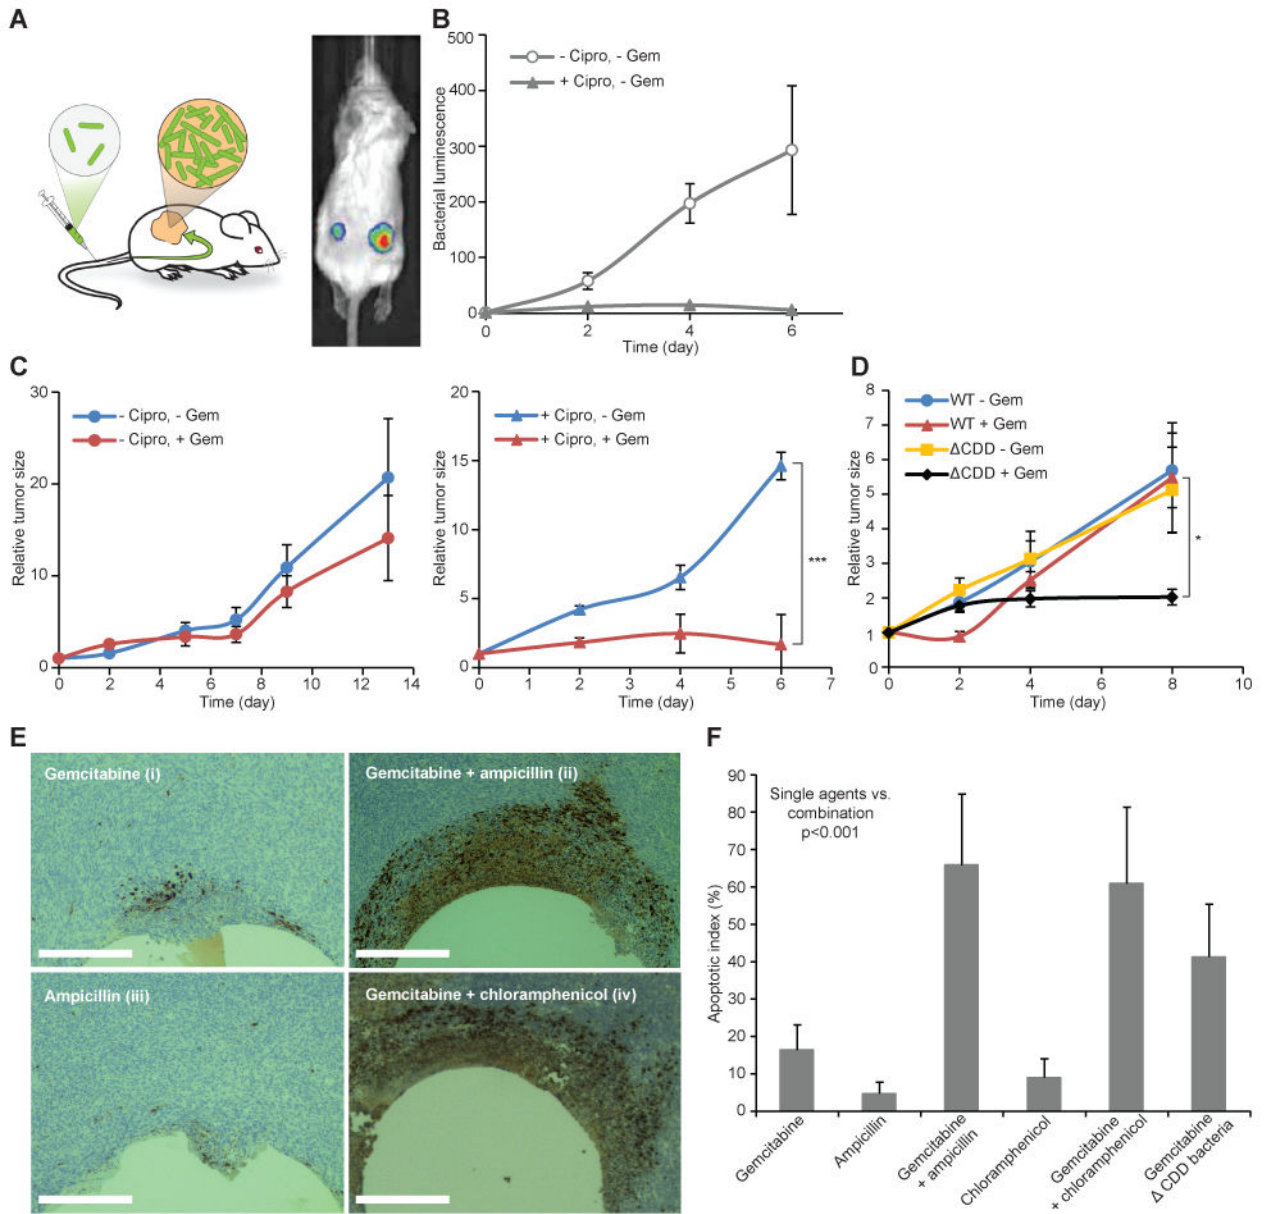 A
B
500
400
300
200
100
0
0
2
4
6
Bacterial luminescence
Time (day)
- Cipro, - Gem
+ Cipro, - Gem
C
30
20
10
0
0
2
4
6
8
10
12
14
Relative tumor size
Time (day)
- Cipro, - Gem
- Cipro, + Gem
20
15
10
5
0
0
1
2
3
4
5
6
7
Relative tumor size
Time (day)
+ Cipro, - Gem
+ Cipro, + Gem
***
D
8
7
6
5
4
3
2
1
0
0
2
4
6
8
10
Relative tumor size
Time (day)
WT - Gem
WT + Gem
ΔCDD - Gem
ΔCDD + Gem
*
E
Gemcitabine (i)
Gemcitabine + ampicillin (ii)
Ampicillin (iii)
Gemcitabine + chloramphenicol (iv)
F
90
80
70
60
50
40
30
20
10
0
Apoptotic index (%)
Single agents vs.
combination
p<0.001
Gemcitabine
Ampicillin
Gemcitabine
+ ampicillin
Chloramphenicol
Gemcitabine
+ chloramphenicol
Gemcitabine
Δ CDD bacteria